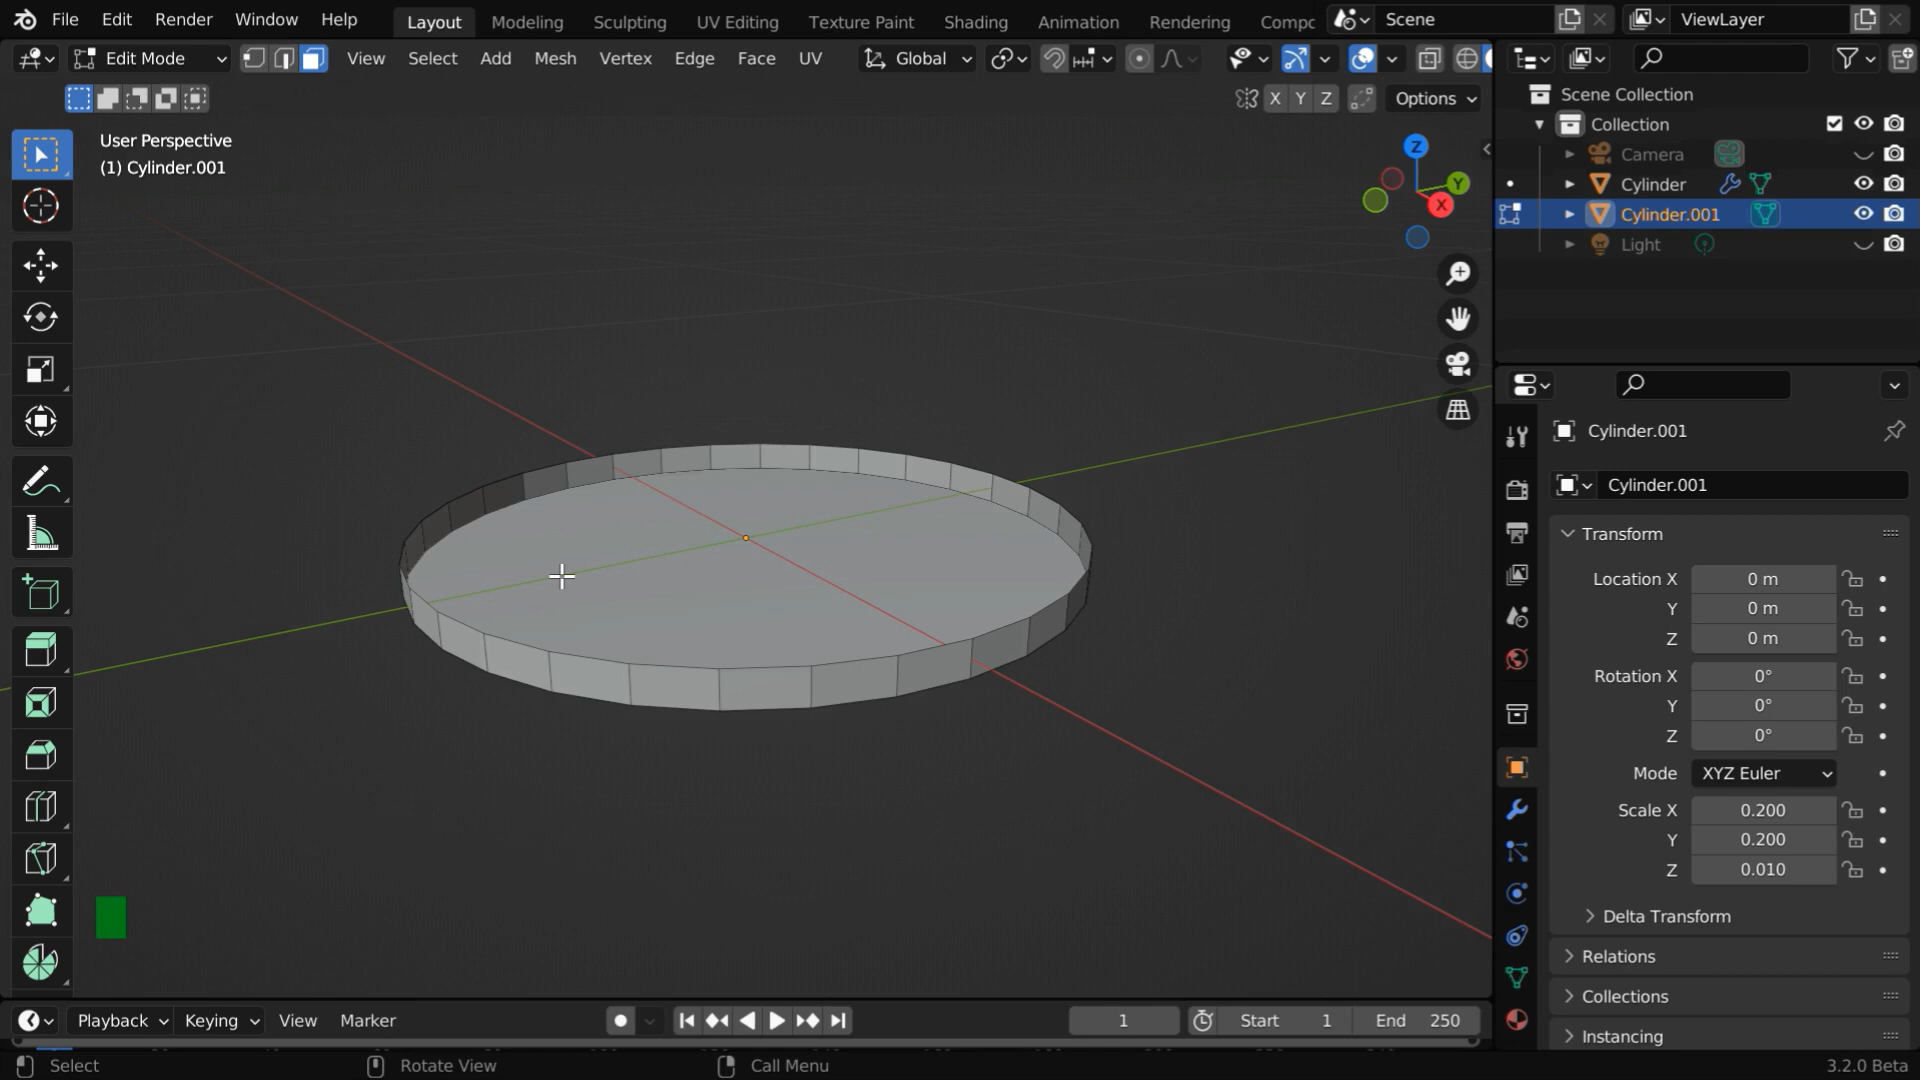 File Edit Render Window Help Layout Modeling Sculpting UV Editing Texture Paint Shading Animation Rendering Compc Scene ViewLayer
Edit Mode View Select Add Mesh Vertex Edge Face UV Global
X Y Z Options
User Perspective
(1) Cylinder.001
Z
Y
X
Scene Collection
Collection
Camera
Cylinder
Cylinder.001
Light
Cylinder.001
Cylinder.001
Transform
Location X 0 m
Y 0 m
Z 0 m
Rotation X 0°
Y 0°
Z 0°
Mode XYZ Euler
Scale X 0.200
Y 0.200
Z 0.010
Delta Transform
Relations
Collections
Instancing
Playback Keying View Marker 1 Start 1 End 250
Select Rotate View Call Menu 3.2.0 Beta